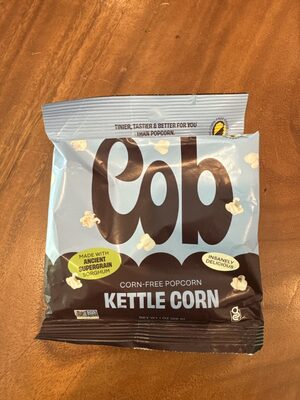 TINIER, TASTIER & BETTER FOR YOU
THAN POPCORN.
Cob
MADE WITH
ANCIENT
SUPERGRAIN
SORGHUM
INSANELY
DELICIOUS
CORN-FREE POPCORN
KETTLE CORN